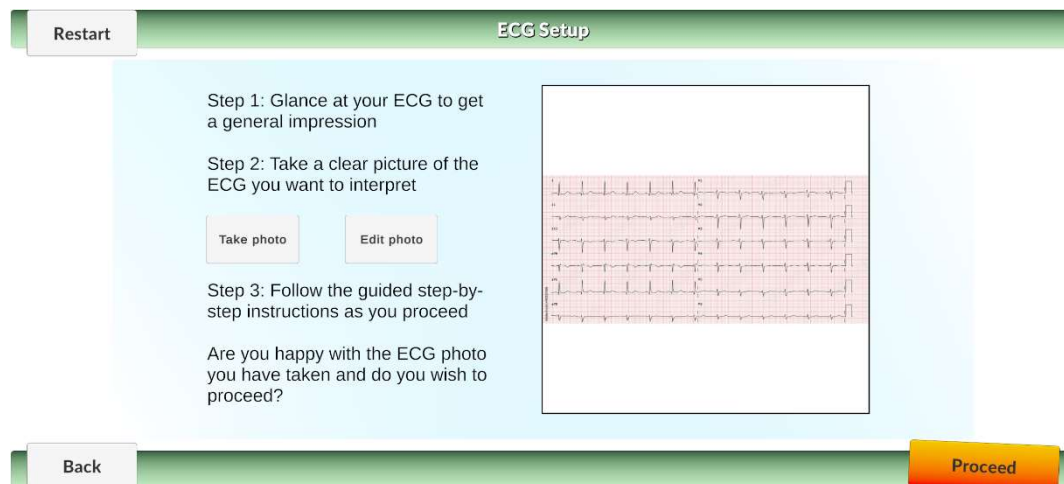 Restart
ECG Setup
Step 1: Glance at your ECG to get
a general impression
Step 2: Take a clear picture of the
ECG you want to interpret
Take photo
Edit photo
Step 3: Follow the guided step-by-
step instructions as you proceed
Are you happy with the ECG photo
you have taken and do you wish to
proceed?
Back
Proceed